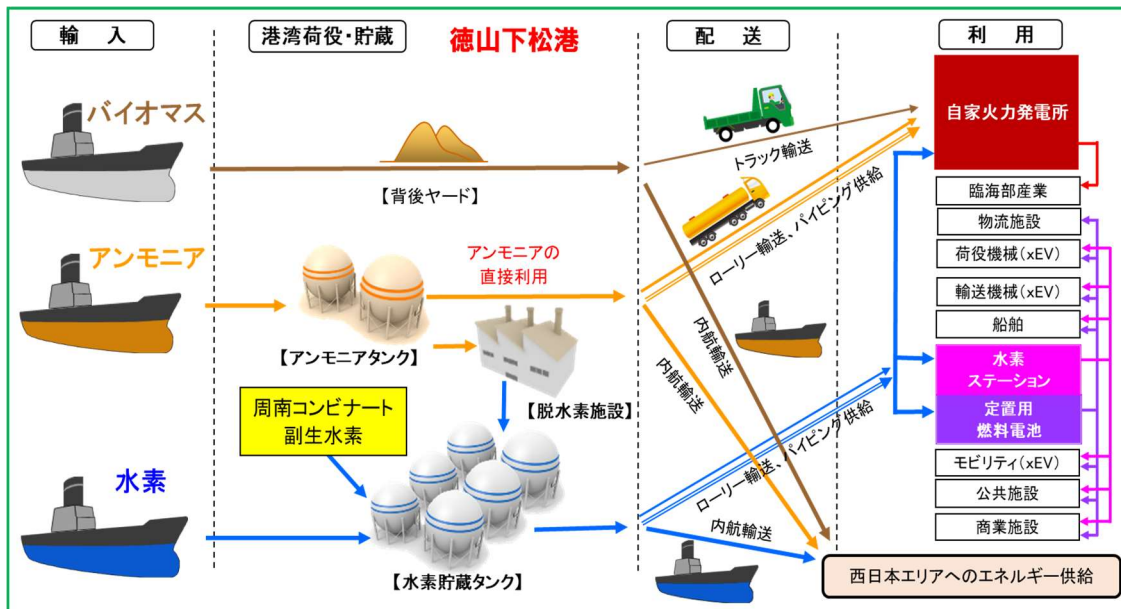 輸 入
港湾荷役・貯蔵
徳山下松港
配 送
利 用
バイオマス
【背後ヤード】
トラック輸送
自家火力発電所
臨海部産業
物流施設
荷役機械(xEV)
輸送機械(xEV)
船舶
アンモニア
アンモニアの
直接利用
【アンモニアタンク】
【脱水素施設】
ローリー輸送、パイピング供給
内航輸送
内航輸送
周南コンビナート
副生水素
水素
【水素貯蔵タンク】
ローリー輸送、パイピング供給
内航輸送
水素
ステーション
定置用
燃料電池
モビリティ(xEV)
公共施設
商業施設
西日本エリアへのエネルギー供給